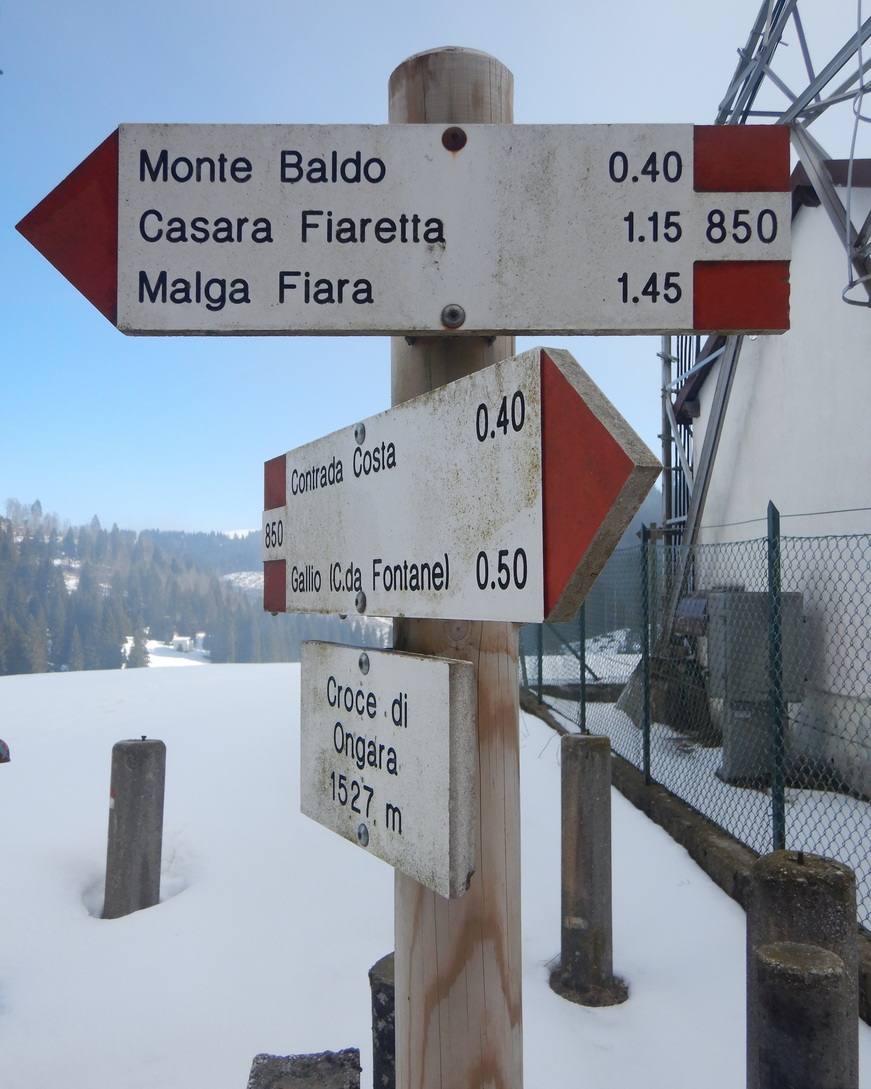 Monte Baldo 0.40
Casara Fiaretta 1.15 850
Malga Fiara 1.45
Contrada Costa 0.40
850
Gallio (C.da Fontane) 0.50
Croce di
Ongara
1527 m